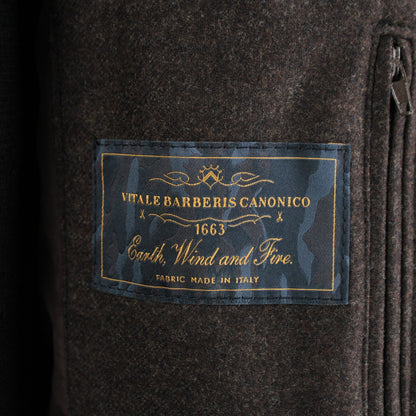 VITALE BARBERIS CANONICO
1663
Earth, Wind and Fire.
FABRIC MADE IN ITALY